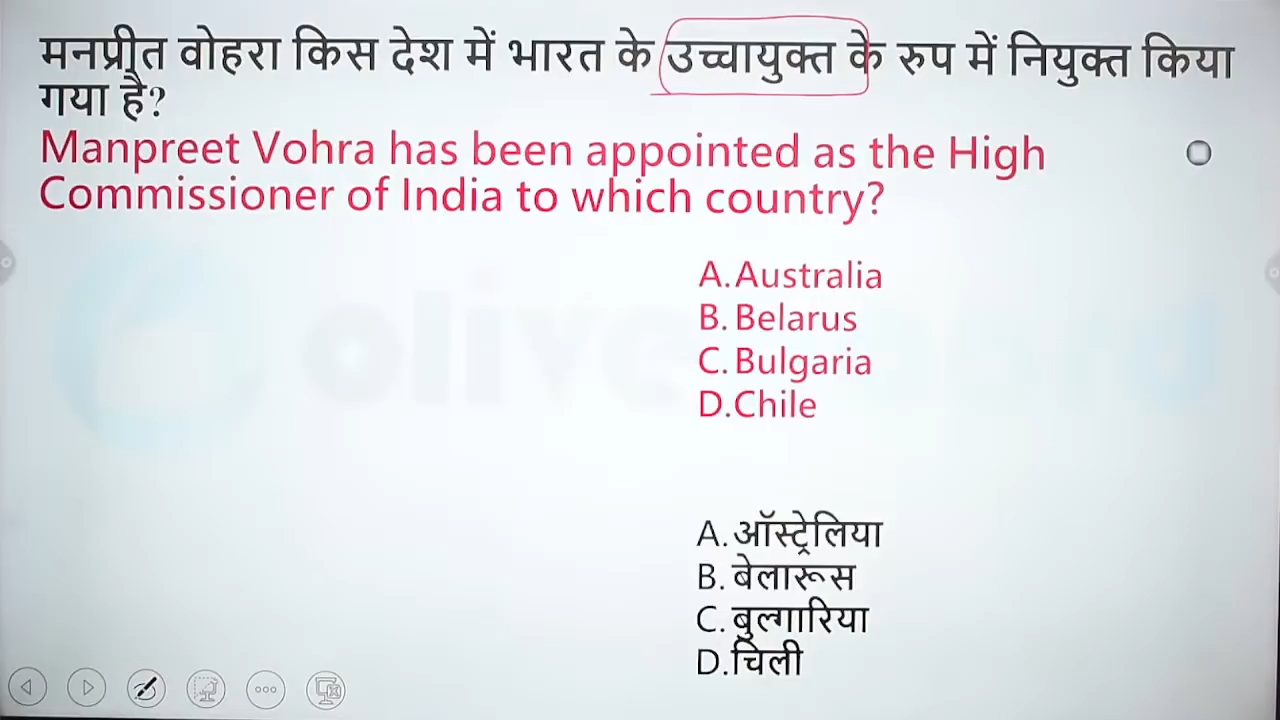 मनप्रीत वोहरा किस देश में भारत के उच्चायुक्त के रुप में नियुक्त किया
गया है?
Manpreet Vohra has been appointed as the High
Commissioner of India to which country?
A. Australia
B. Belarus
C. Bulgaria
D. Chile
A. ऑस्ट्रेलिया
B. बेलारूस
C. बुल्गारिया
D. चिली